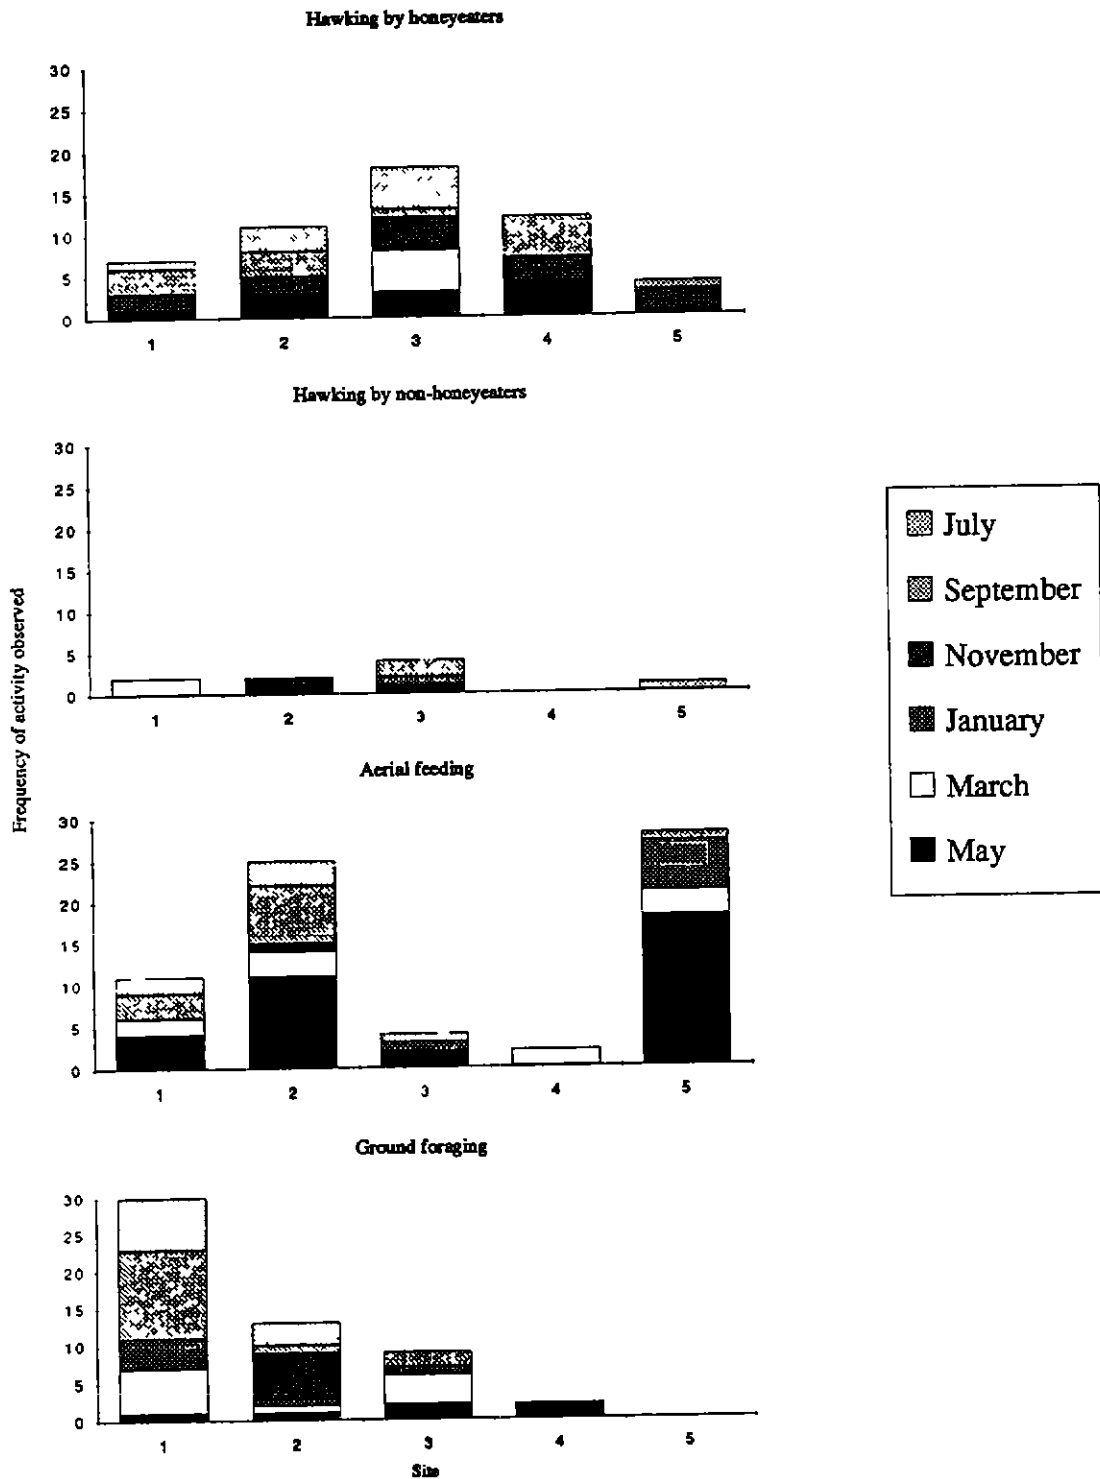 Hawking by honeyeaters
30
25
20
15
10
5
0
1 2 3 4 5
Hawking by non-honeyeaters
30
25
20
15
10
5
0
1 2 3 4 5
Frequency of activity observed
July
September
November
January
March
May
Aerial feeding
30
25
20
15
10
5
0
1 2 3 4 5
Ground foraging
30
25
20
15
10
5
0
1 2 3 4 5
Site